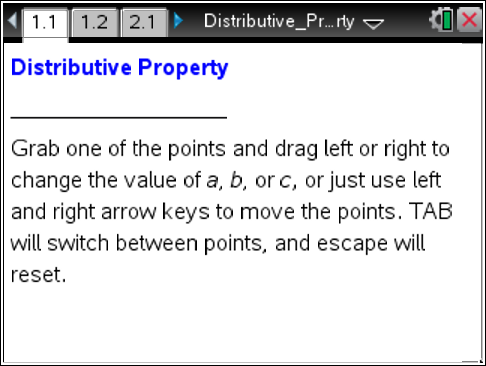 1.1 1.2 2.1 Distributive_Pr…rty
Distributive Property
Grab one of the points and drag left or right to
change the value of a, b, or c, or just use left
and right arrow keys to move the points. TAB
will switch between points, and escape will
reset.